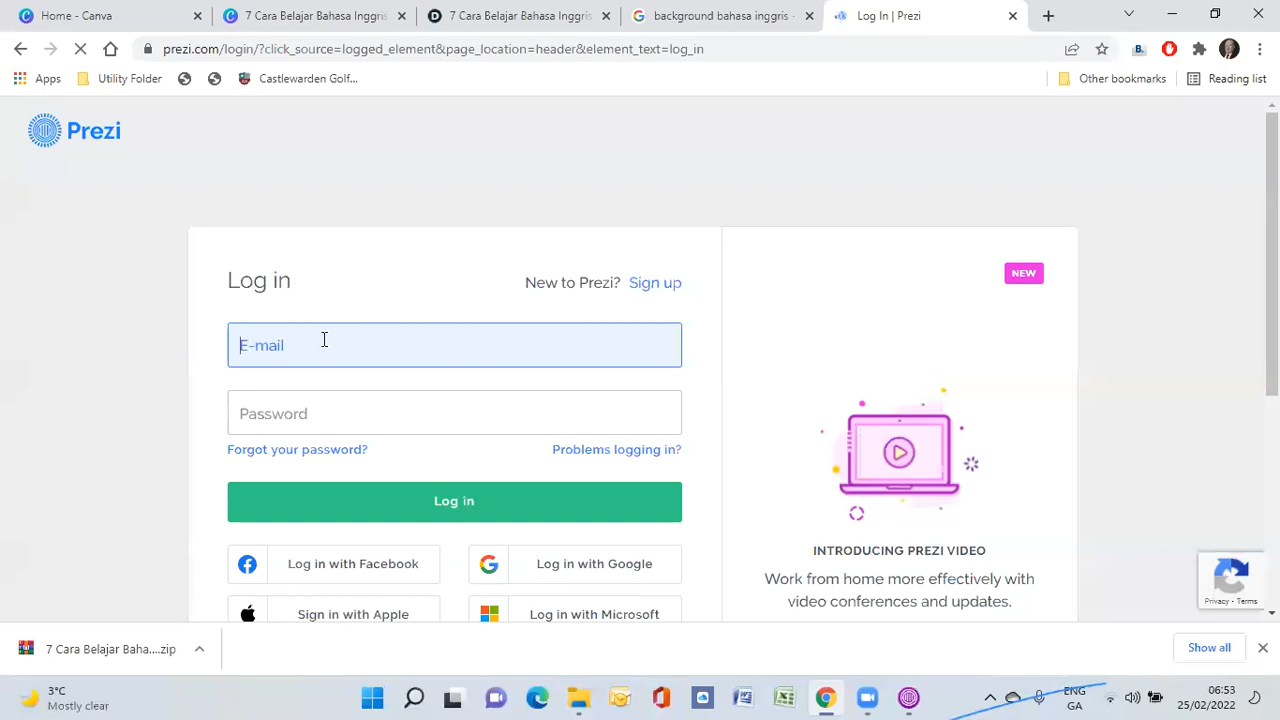 Home - Canva
7 Cara Belajar Bahasa Inggris
7 Cara Belajar Bahasa Inggris
background bahasa inggris -
Log In | Prezi
prezi.com/login/?click_source=logged_element&page_location=header&element_text=log_in
Apps
Utility Folder
Castlewarden Golf...
Other bookmarks
Reading list
Prezi
Log in
New to Prezi? Sign up
E-mail
Password
Forgot your password?
Problems logging in?
Log in
Log in with Facebook
Log in with Google
Sign in with Apple
Log in with Microsoft
NEW
INTRODUCING PREZI VIDEO
Work from home more effectively with
video conferences and updates.
Privacy - Terms
7 Cara Belajar Baha....zip
Show all
3°C
Mostly clear
ENG
GA
06:53
25/02/2022